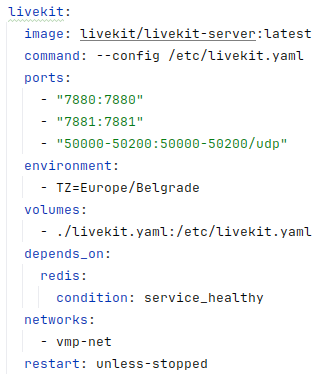 livekit:
  image: livekit/livekit-server:latest
  command: --config /etc/livekit.yaml
  ports:
    - "7880:7880"
    - "7881:7881"
    - "50000-50200:50000-50200/udp"
  environment:
    - TZ=Europe/Belgrade
  volumes:
    - ./livekit.yaml:/etc/livekit.yaml
  depends_on:
    redis:
      condition: service_healthy
  networks:
    - vmp-net
  restart: unless-stopped